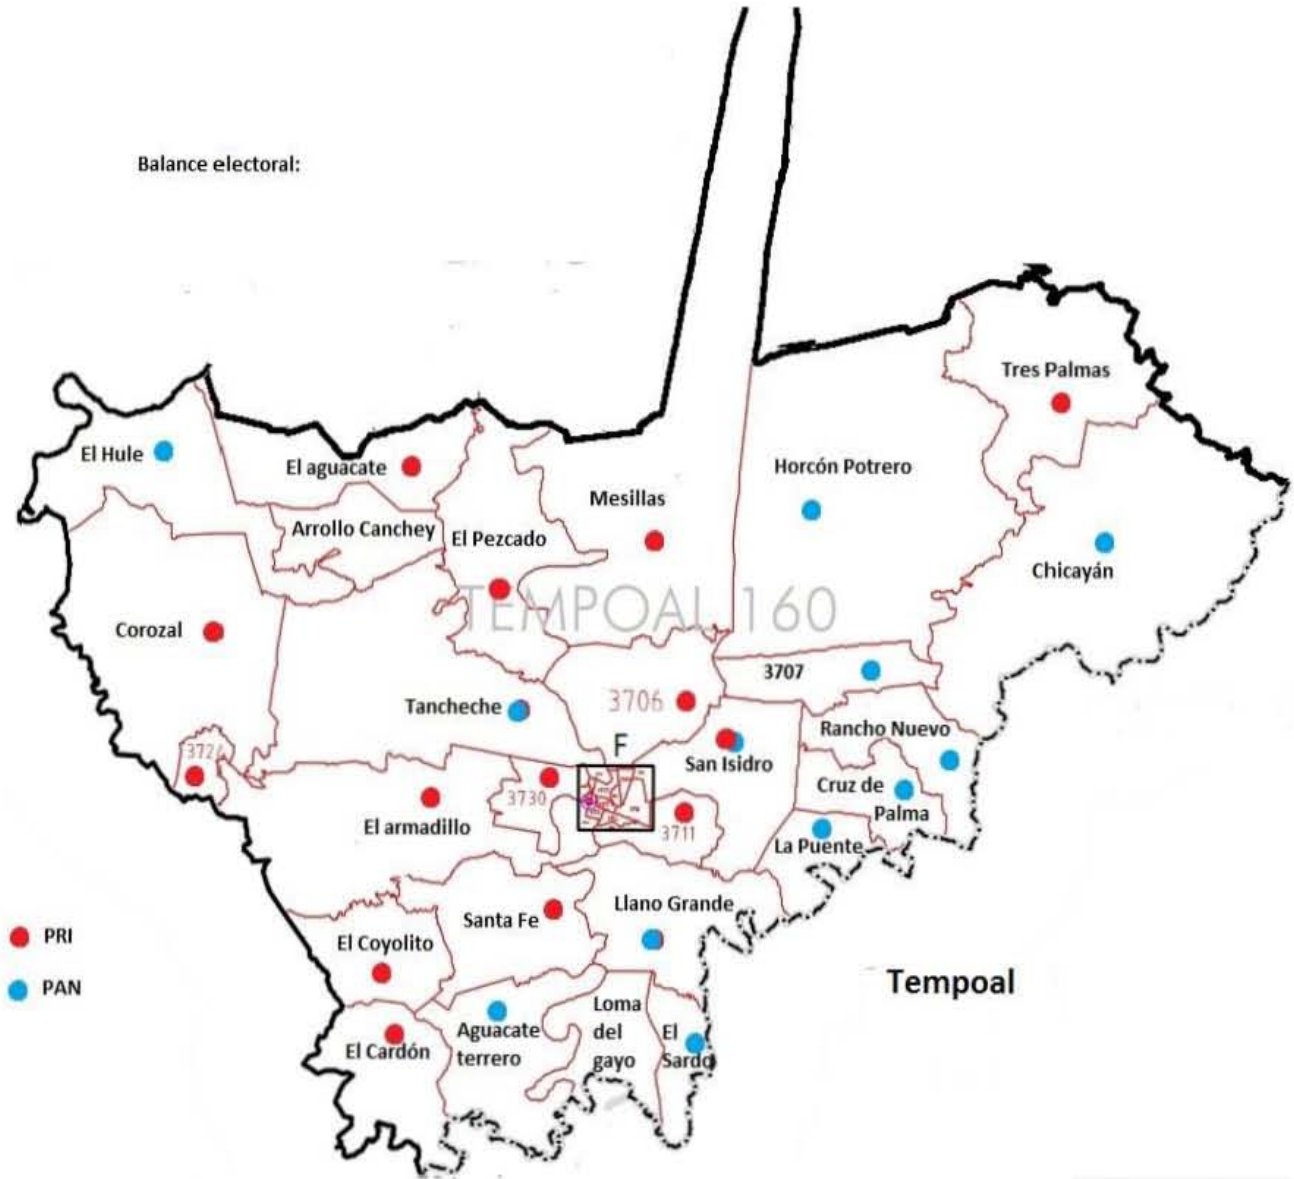 Balance electoral:
Tres Palmas
El Hule
El aguacate
Horcón Potrero
Mesillas
Arrollo Canchey
El Pezcado
Chicayán
TEMPOAL 160
Corozal
3707
3706
Tancheche
Rancho Nuevo
F
San Isidro
Cruz de
Palma
3730
El armadillo
3711
La Puente
Llano Grande
Santa Fe
PRI
El Coyolito
PAN
Tempoal
Loma
del
gayo
Aguacate
terrero
El
Sardo
El Cardón